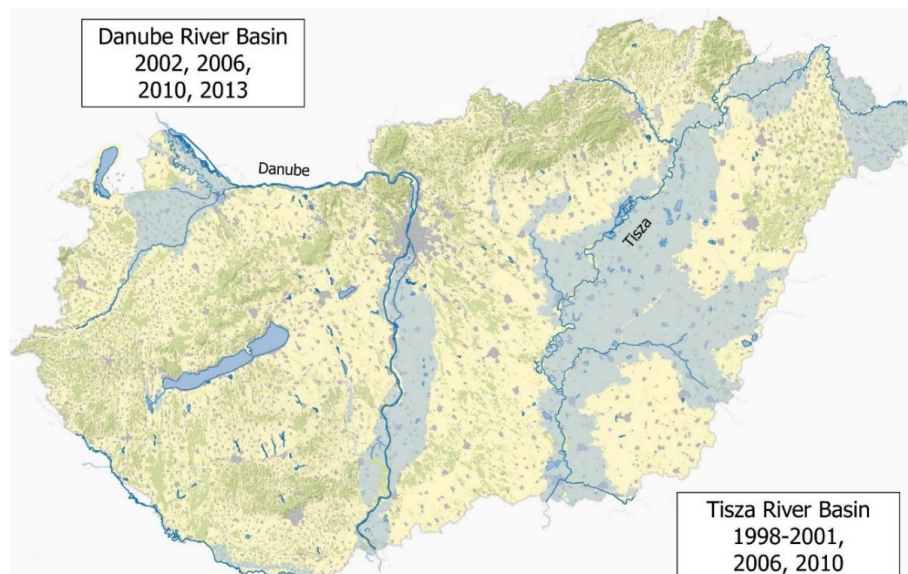 Danube River Basin
2002, 2006,
2010, 2013
Danube
Tisza
Tisza River Basin
1998-2001,
2006, 2010